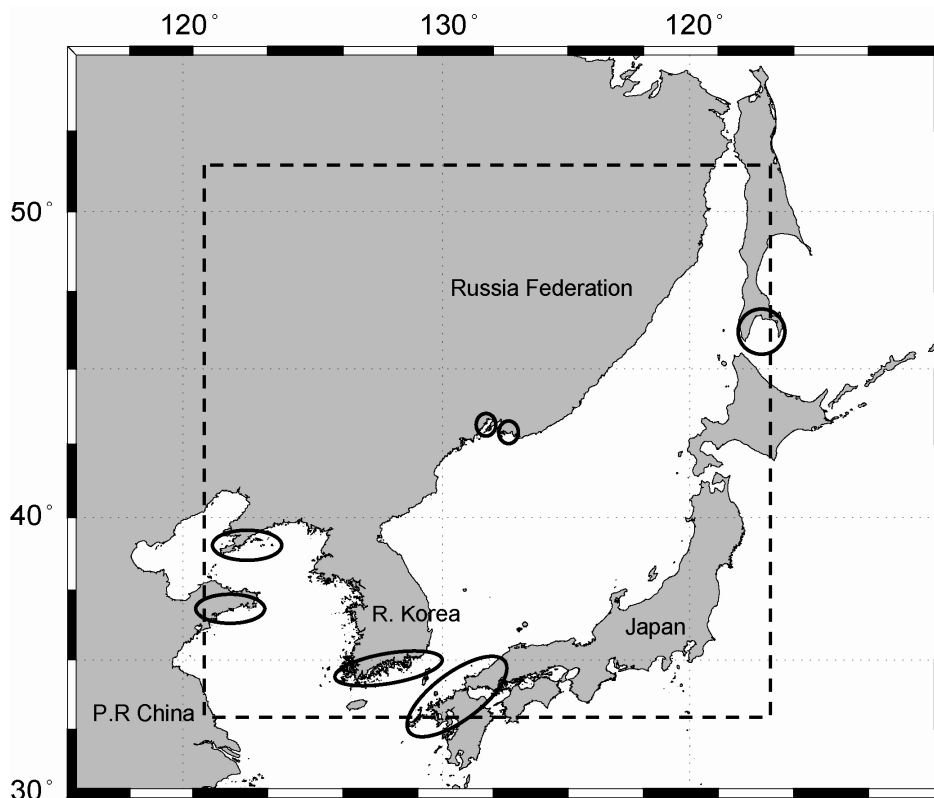 120° 130° 120°
50°
Russia Federation
40°
R. Korea
Japan
P.R China
30°